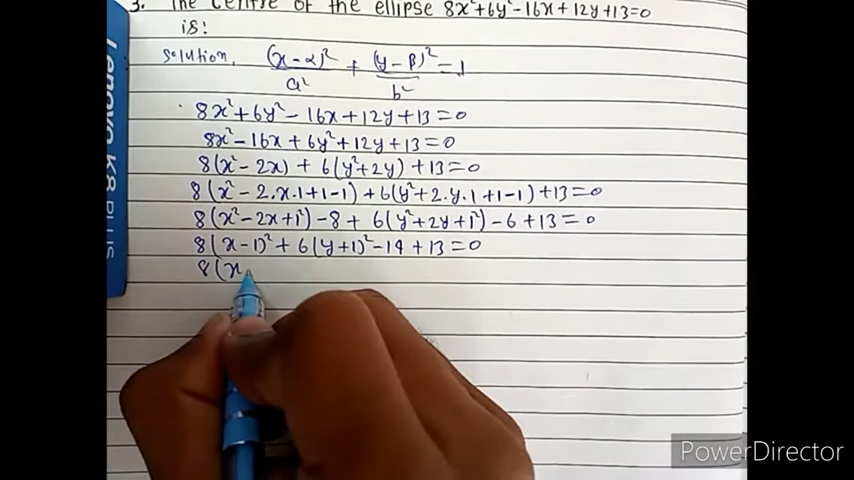 3. The centre of the ellipse 8x²+6y²-16x+12y+13=0
is:
Solution, (x-α)²/a² + (y-β)²/b² = 1
8x²+6y²-16x+12y+13=0
8x²-16x+6y²+12y+13=0
8(x²-2x)+6(y²+2y)+13=0
8(x²-2.x.1+1-1)+6(y²+2.y.1+1-1)+13=0
8(x²-2x+1²)-8+6(y²+2y+1²)-6+13=0
8(x-1)²+6(y+1)²-14+13=0
8(x
Lenovo K8 PLUS
PowerDirector